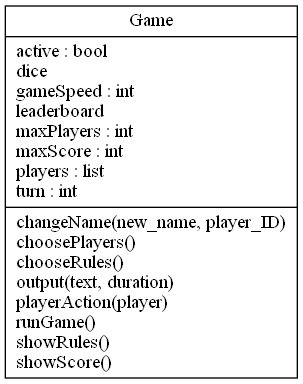 Game
active : bool
dice
gameSpeed : int
leaderboard
maxPlayers : int
maxScore : int
players : list
turn : int
changeName(new_name, player_ID)
choosePlayers()
chooseRules()
output(text, duration)
playerAction(player)
runGame()
showRules()
showScore()